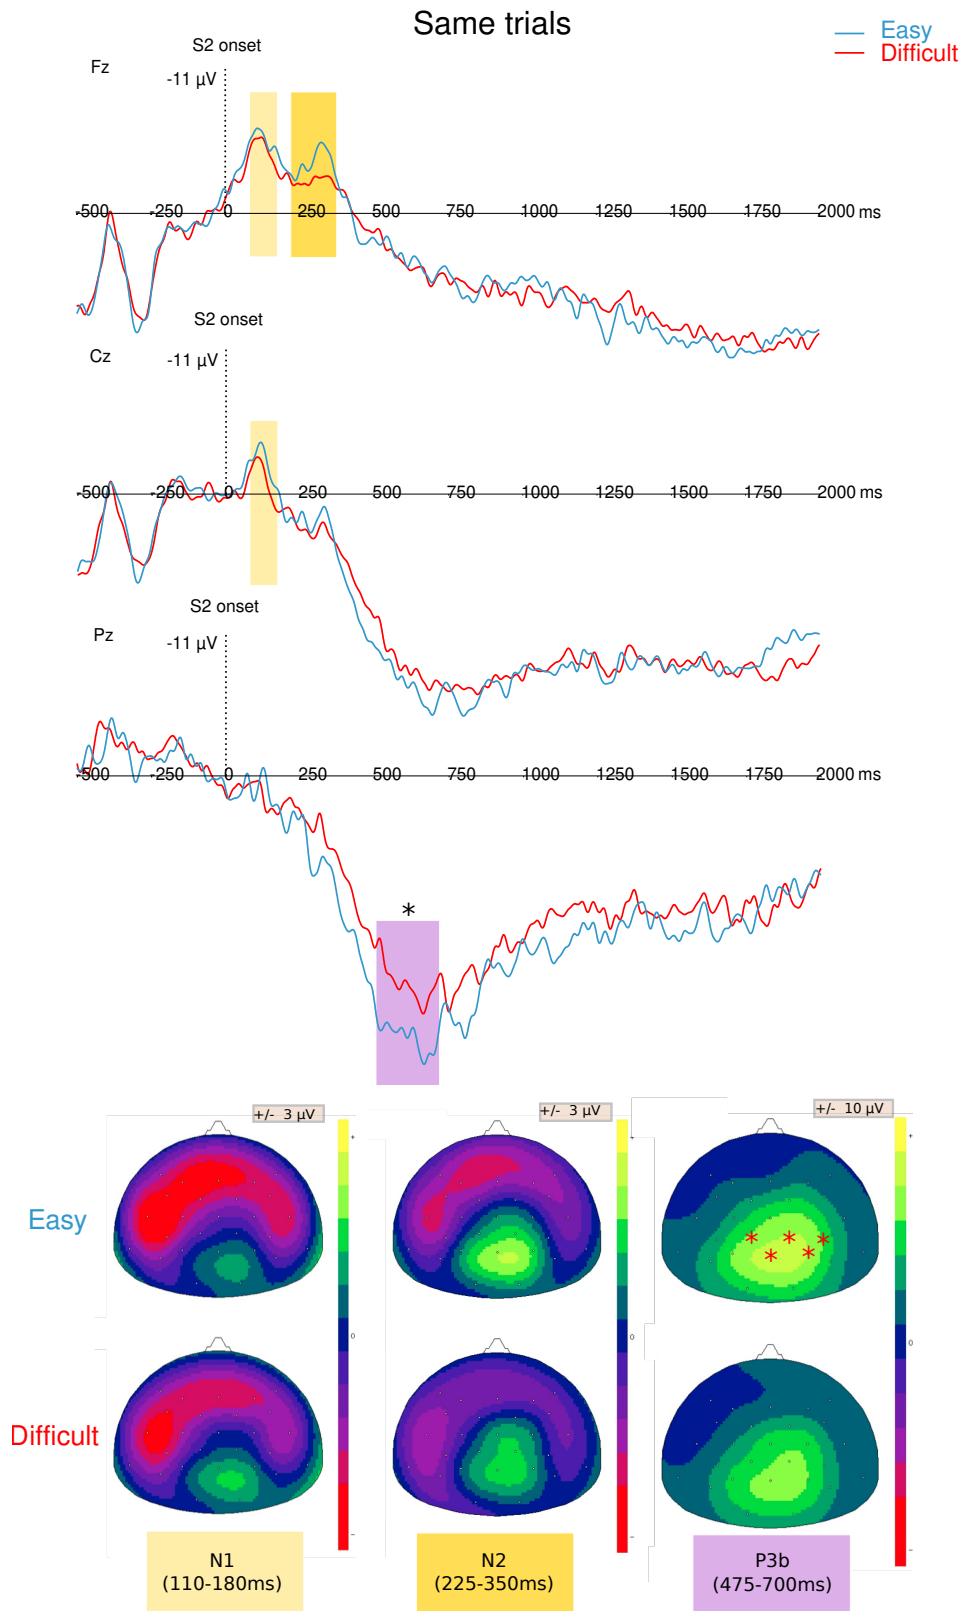 Same trials
Easy
Difficult
S2 onset
Fz
-11 µV
-500 -250 0 250 500 750 1000 1250 1500 1750 2000 ms
S2 onset
Cz
-11 µV
-500 -250 0 250 500 750 1000 1250 1500 1750 2000 ms
S2 onset
Pz
-11 µV
-500 -250 0 250 500 750 1000 1250 1500 1750 2000 ms
*
+/- 3 µV +/- 3 µV +/- 10 µV
+ +
Easy
* * * * *
0 0 0
Difficult
- -
N1 N2 P3b
(110-180ms) (225-350ms) (475-700ms)